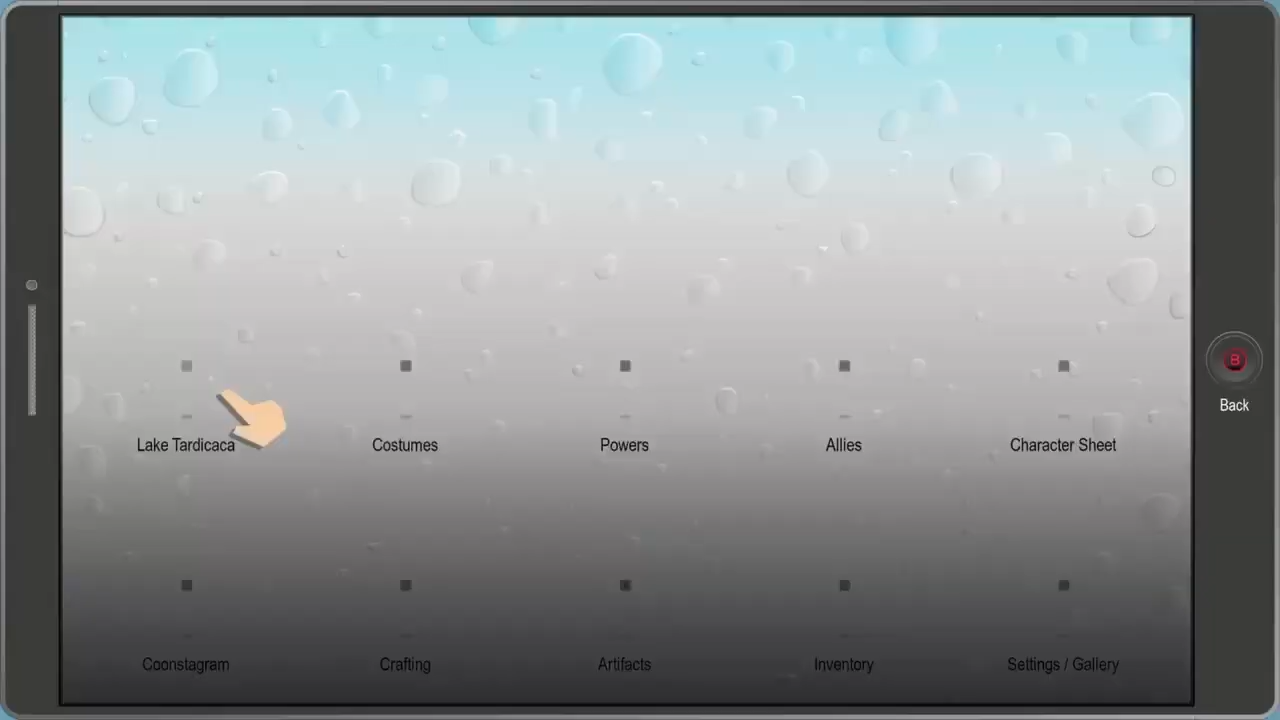 B
Back
Lake Tardicaca
Costumes
Powers
Allies
Character Sheet
Coonstagram
Crafting
Artifacts
Inventory
Settings / Gallery